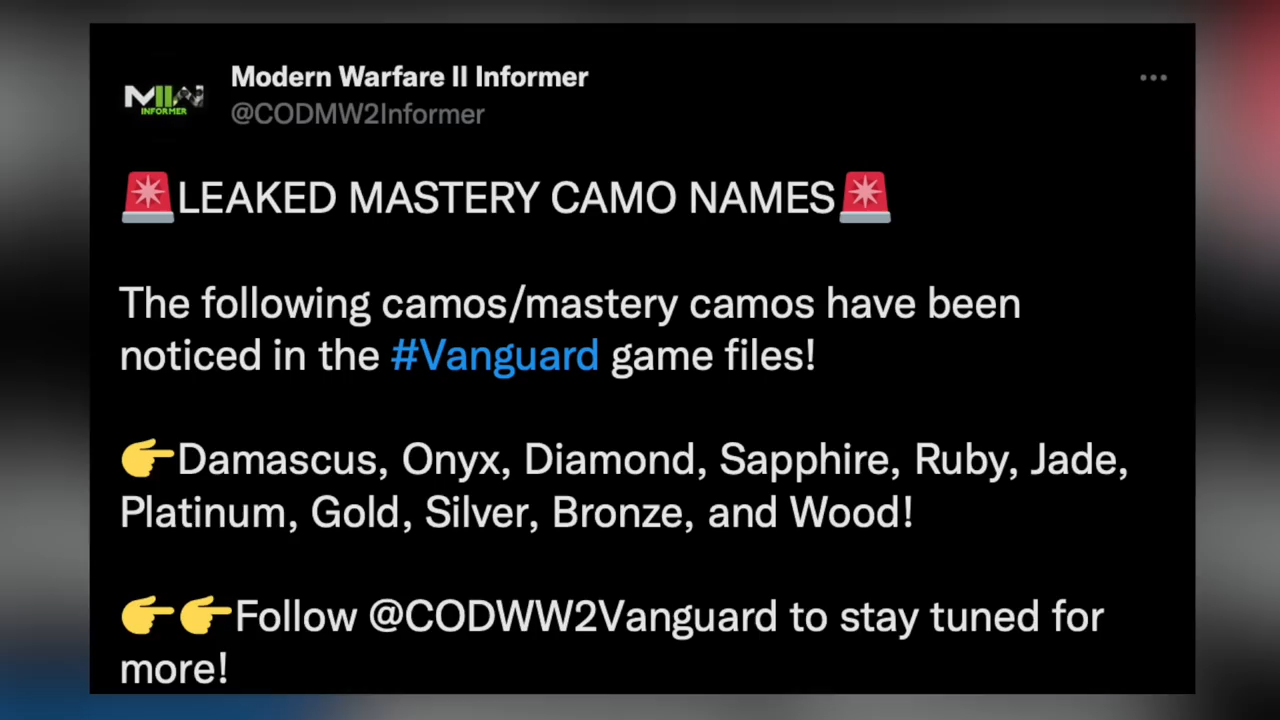 Modern Warfare II Informer
@CODMW2Informer
MIIW
INFORMER
🚨LEAKED MASTERY CAMO NAMES🚨
The following camos/mastery camos have been
noticed in the #Vanguard game files!
👉Damascus, Onyx, Diamond, Sapphire, Ruby, Jade,
Platinum, Gold, Silver, Bronze, and Wood!
👉👉Follow @CODWW2Vanguard to stay tuned for
more!